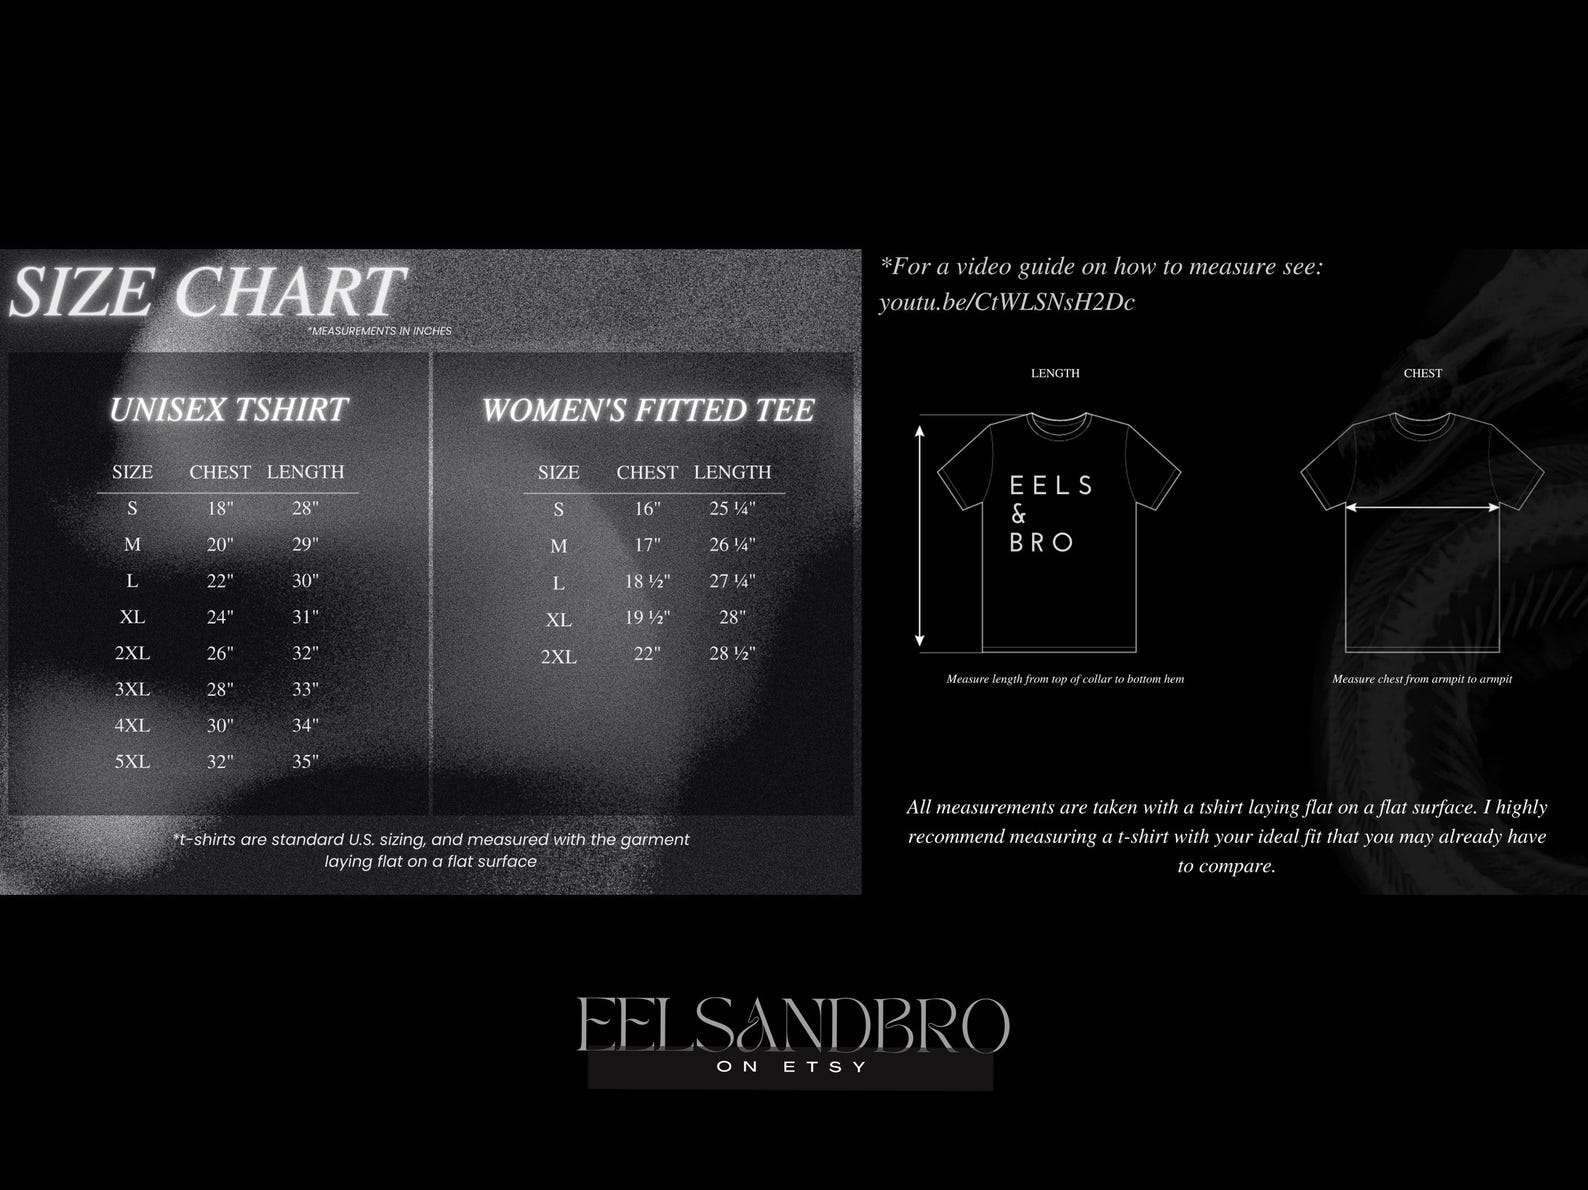 SIZE CHART
*MEASUREMENTS IN INCHES
UNISEX TSHIRT
SIZE CHEST LENGTH
S 18" 28"
M 20" 29"
L 22" 30"
XL 24" 31"
2XL 26" 32"
3XL 28" 33"
4XL 30" 34"
5XL 32" 35"
WOMEN'S FITTED TEE
SIZE CHEST LENGTH
S 16" 25 ¼"
M 17" 26 ¼"
L 18 ½" 27 ¼"
XL 19 ½" 28"
2XL 22" 28 ½"
*t-shirts are standard U.S. sizing, and measured with the garment
laying flat on a flat surface
*For a video guide on how to measure see:
youtu.be/CtWLSNsH2Dc
LENGTH
EELS
&
BRO
Measure length from top of collar to bottom hem
CHEST
Measure chest from armpit to armpit
All measurements are taken with a tshirt laying flat on a flat surface. I highly
recommend measuring a t-shirt with your ideal fit that you may already have
to compare.
EELSANDBRO
ON ETSY